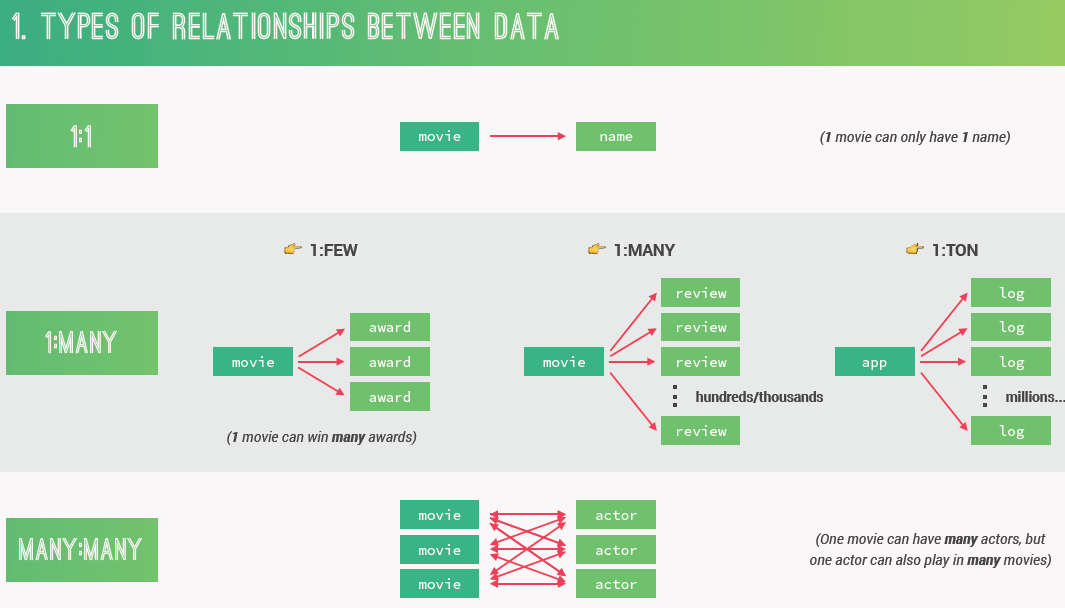 1. TYPES OF RELATIONSHIPS BETWEEN DATA
1:1
movie
name
(1 movie can only have 1 name)
1:MANY
👉 1:FEW
movie
award
award
award
(1 movie can win many awards)
👉 1:MANY
movie
review
review
review
hundreds/thousands
review
👉 1:TON
app
log
log
log
millions...
log
MANY:MANY
movie
actor
movie
actor
movie
actor
(One movie can have many actors, but
one actor can also play in many movies)